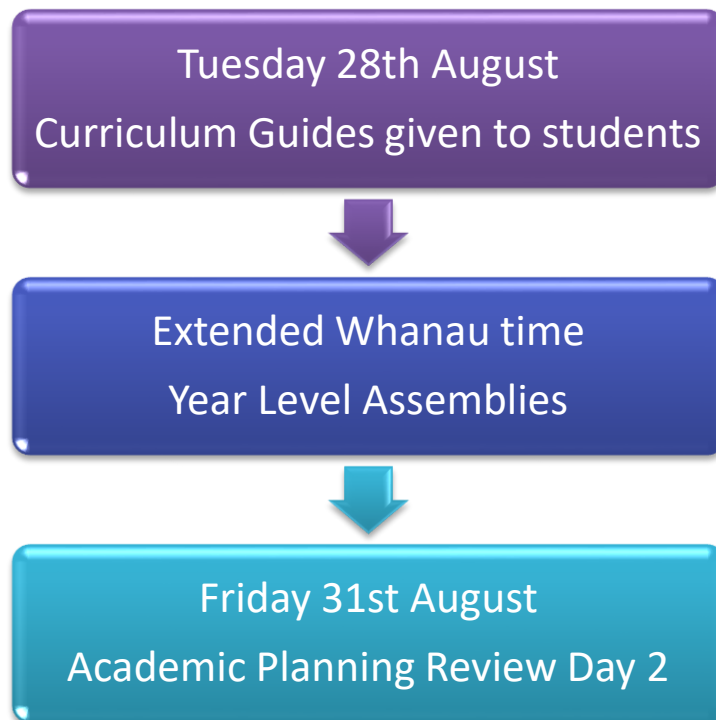 Tuesday 28th August
Curriculum Guides given to students
Extended Whanau time
Year Level Assemblies
Friday 31st August
Academic Planning Review Day 2